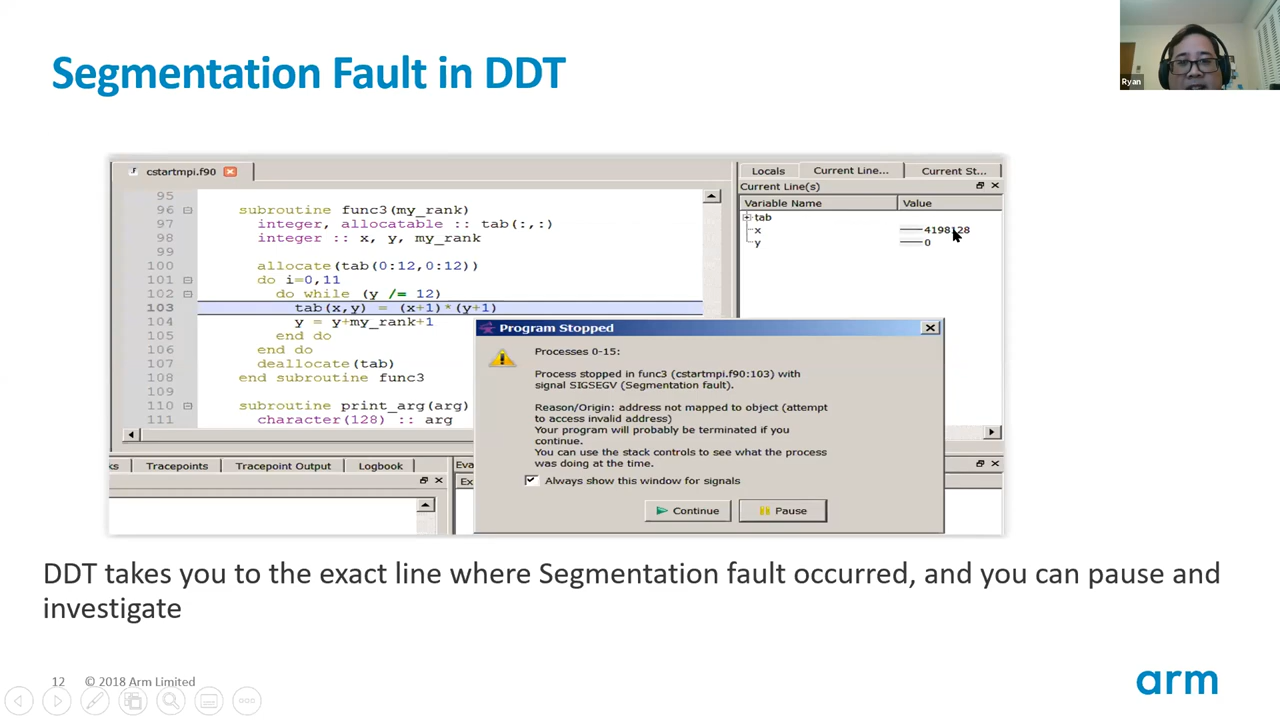 Segmentation Fault in DDT
Ryan
cstartmpi.f90
Locals
Current Line...
Current St...
Current Line(s)
Variable Name
Value
tab
x
4198128
y
0
95
96 subroutine func3(my_rank)
97 integer, allocatable :: tab(:,:)
98 integer :: x, y, my_rank
99
100 allocate(tab(0:12,0:12))
101 do i=0,11
102 do while (y /= 12)
103 tab(x,y) = (x+1)*(y+1)
104 y = y+my_rank+1
105 end do
106 end do
107 deallocate(tab)
108 end subroutine func3
109
110 subroutine print_arg(arg)
111 character(128) :: arg
Program Stopped
Processes 0-15:
Process stopped in func3 (cstartmpi.f90:103) with
signal SIGSEGV (Segmentation fault).
Reason/Origin: address not mapped to object (attempt
to access invalid address)
Your program will probably be terminated if you
continue.
You can use the stack controls to see what the process
was doing at the time.
Always show this window for signals
Continue
Pause
Tracepoints
Tracepoint Output
Logbook
DDT takes you to the exact line where Segmentation fault occurred, and you can pause and
investigate
12 © 2018 Arm Limited
arm